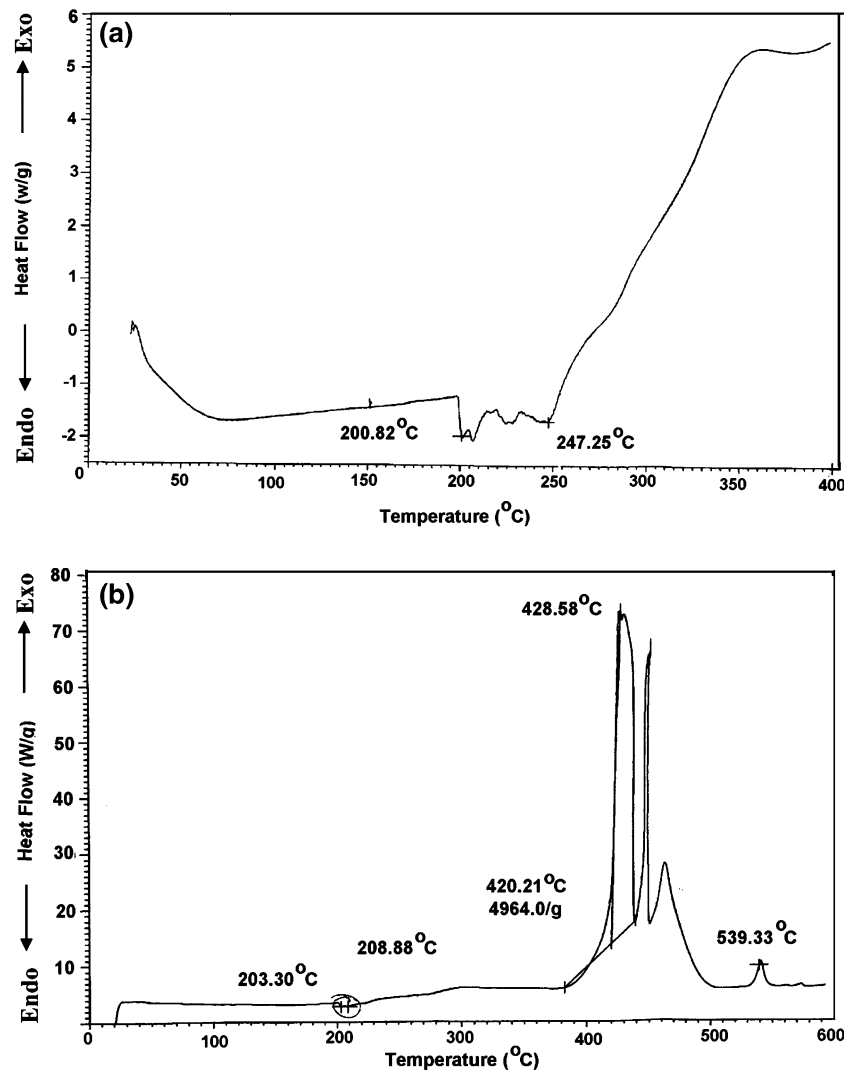 (a)
Exo
Heat Flow (w/g)
Endo
6
5
4
3
2
1
0
-1
-2
200.82°C
247.25°C
0 50 100 150 200 250 300 350 400
Temperature (°C)
(b)
Exo
Heat Flow (W/g)
Endo
80
70
60
50
40
30
20
10
428.58°C
420.21°C
4964.0/g
208.88°C
203.30°C
539.33°C
0 100 200 300 400 500 600
Temperature (°C)